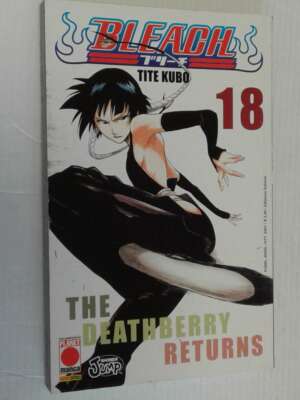 BLEACH
ブリーチ
TITE KUBO
18
THE
DEATHBERRY
RETURNS
PLANET
manga
JUMP